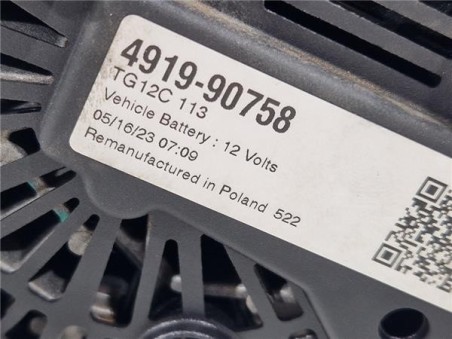 4919-90758
TG12C 113
Vehicle Battery : 12 Volts
05/16/23 07:09
Remanufactured in Poland 522